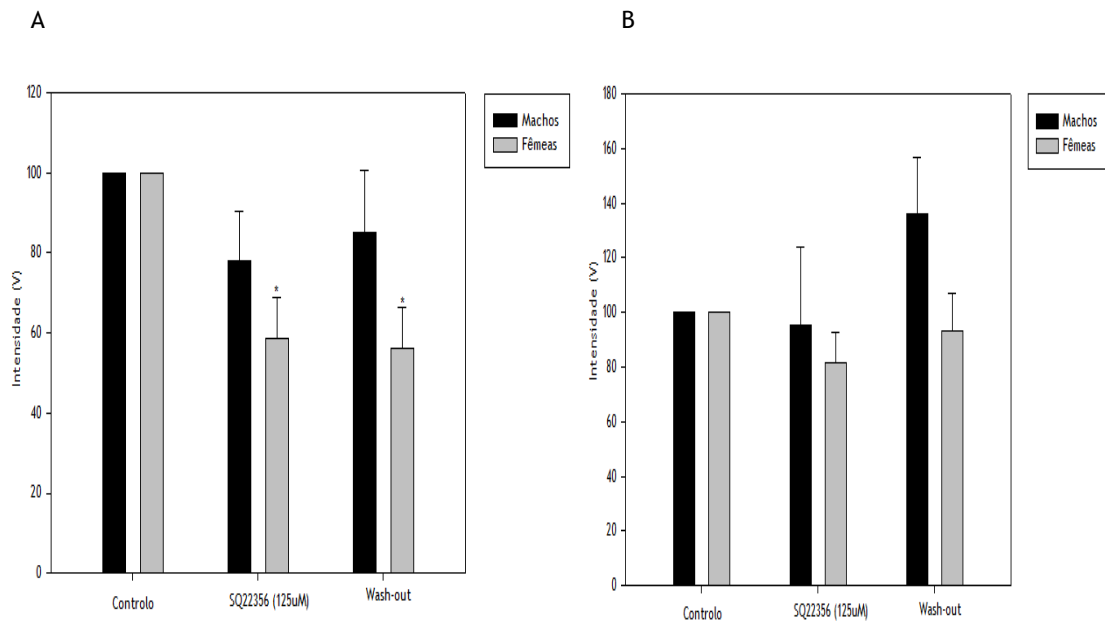 A
Intensidade (V)
120
100
80
60
40
20
0
*
*
Controlo
SQ22356 (125uM)
Wash-out
Machos
Fêmeas
B
Intensidade (V)
180
160
140
120
100
80
60
40
20
0
Controlo
SQ22356 (125uM)
Wash-out
Machos
Fêmeas